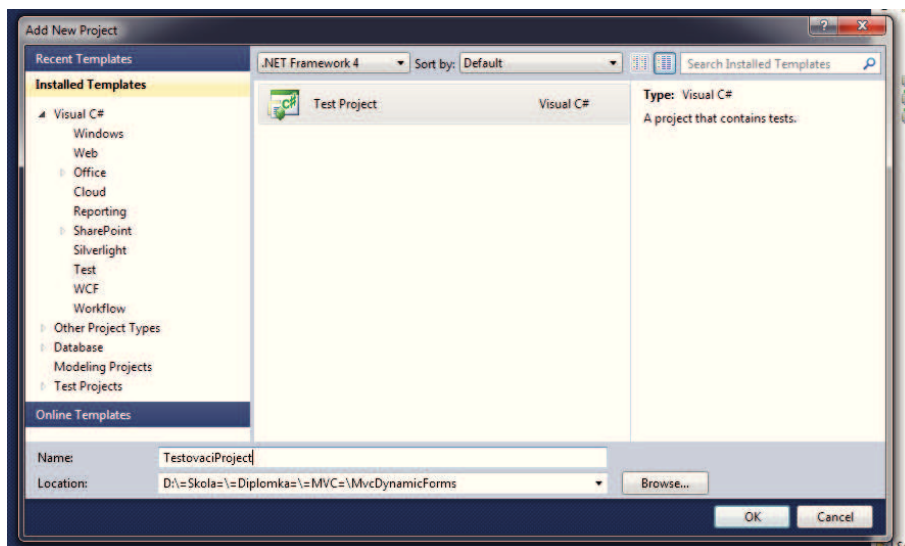 Add New Project
Recent Templates
.NET Framework 4 Sort by: Default Search Installed Templates
Installed Templates
Visual C#
Windows
Web
Office
Cloud
Reporting
SharePoint
Silverlight
Test
WCF
Workflow
Other Project Types
Database
Modeling Projects
Test Projects
Online Templates
C# Test Project Visual C#
Type: Visual C#
A project that contains tests.
Name: TestovaciProject
Location: D:\=Skola=\=Diplomka=\=MVC=\MvcDynamicForms Browse...
OK Cancel